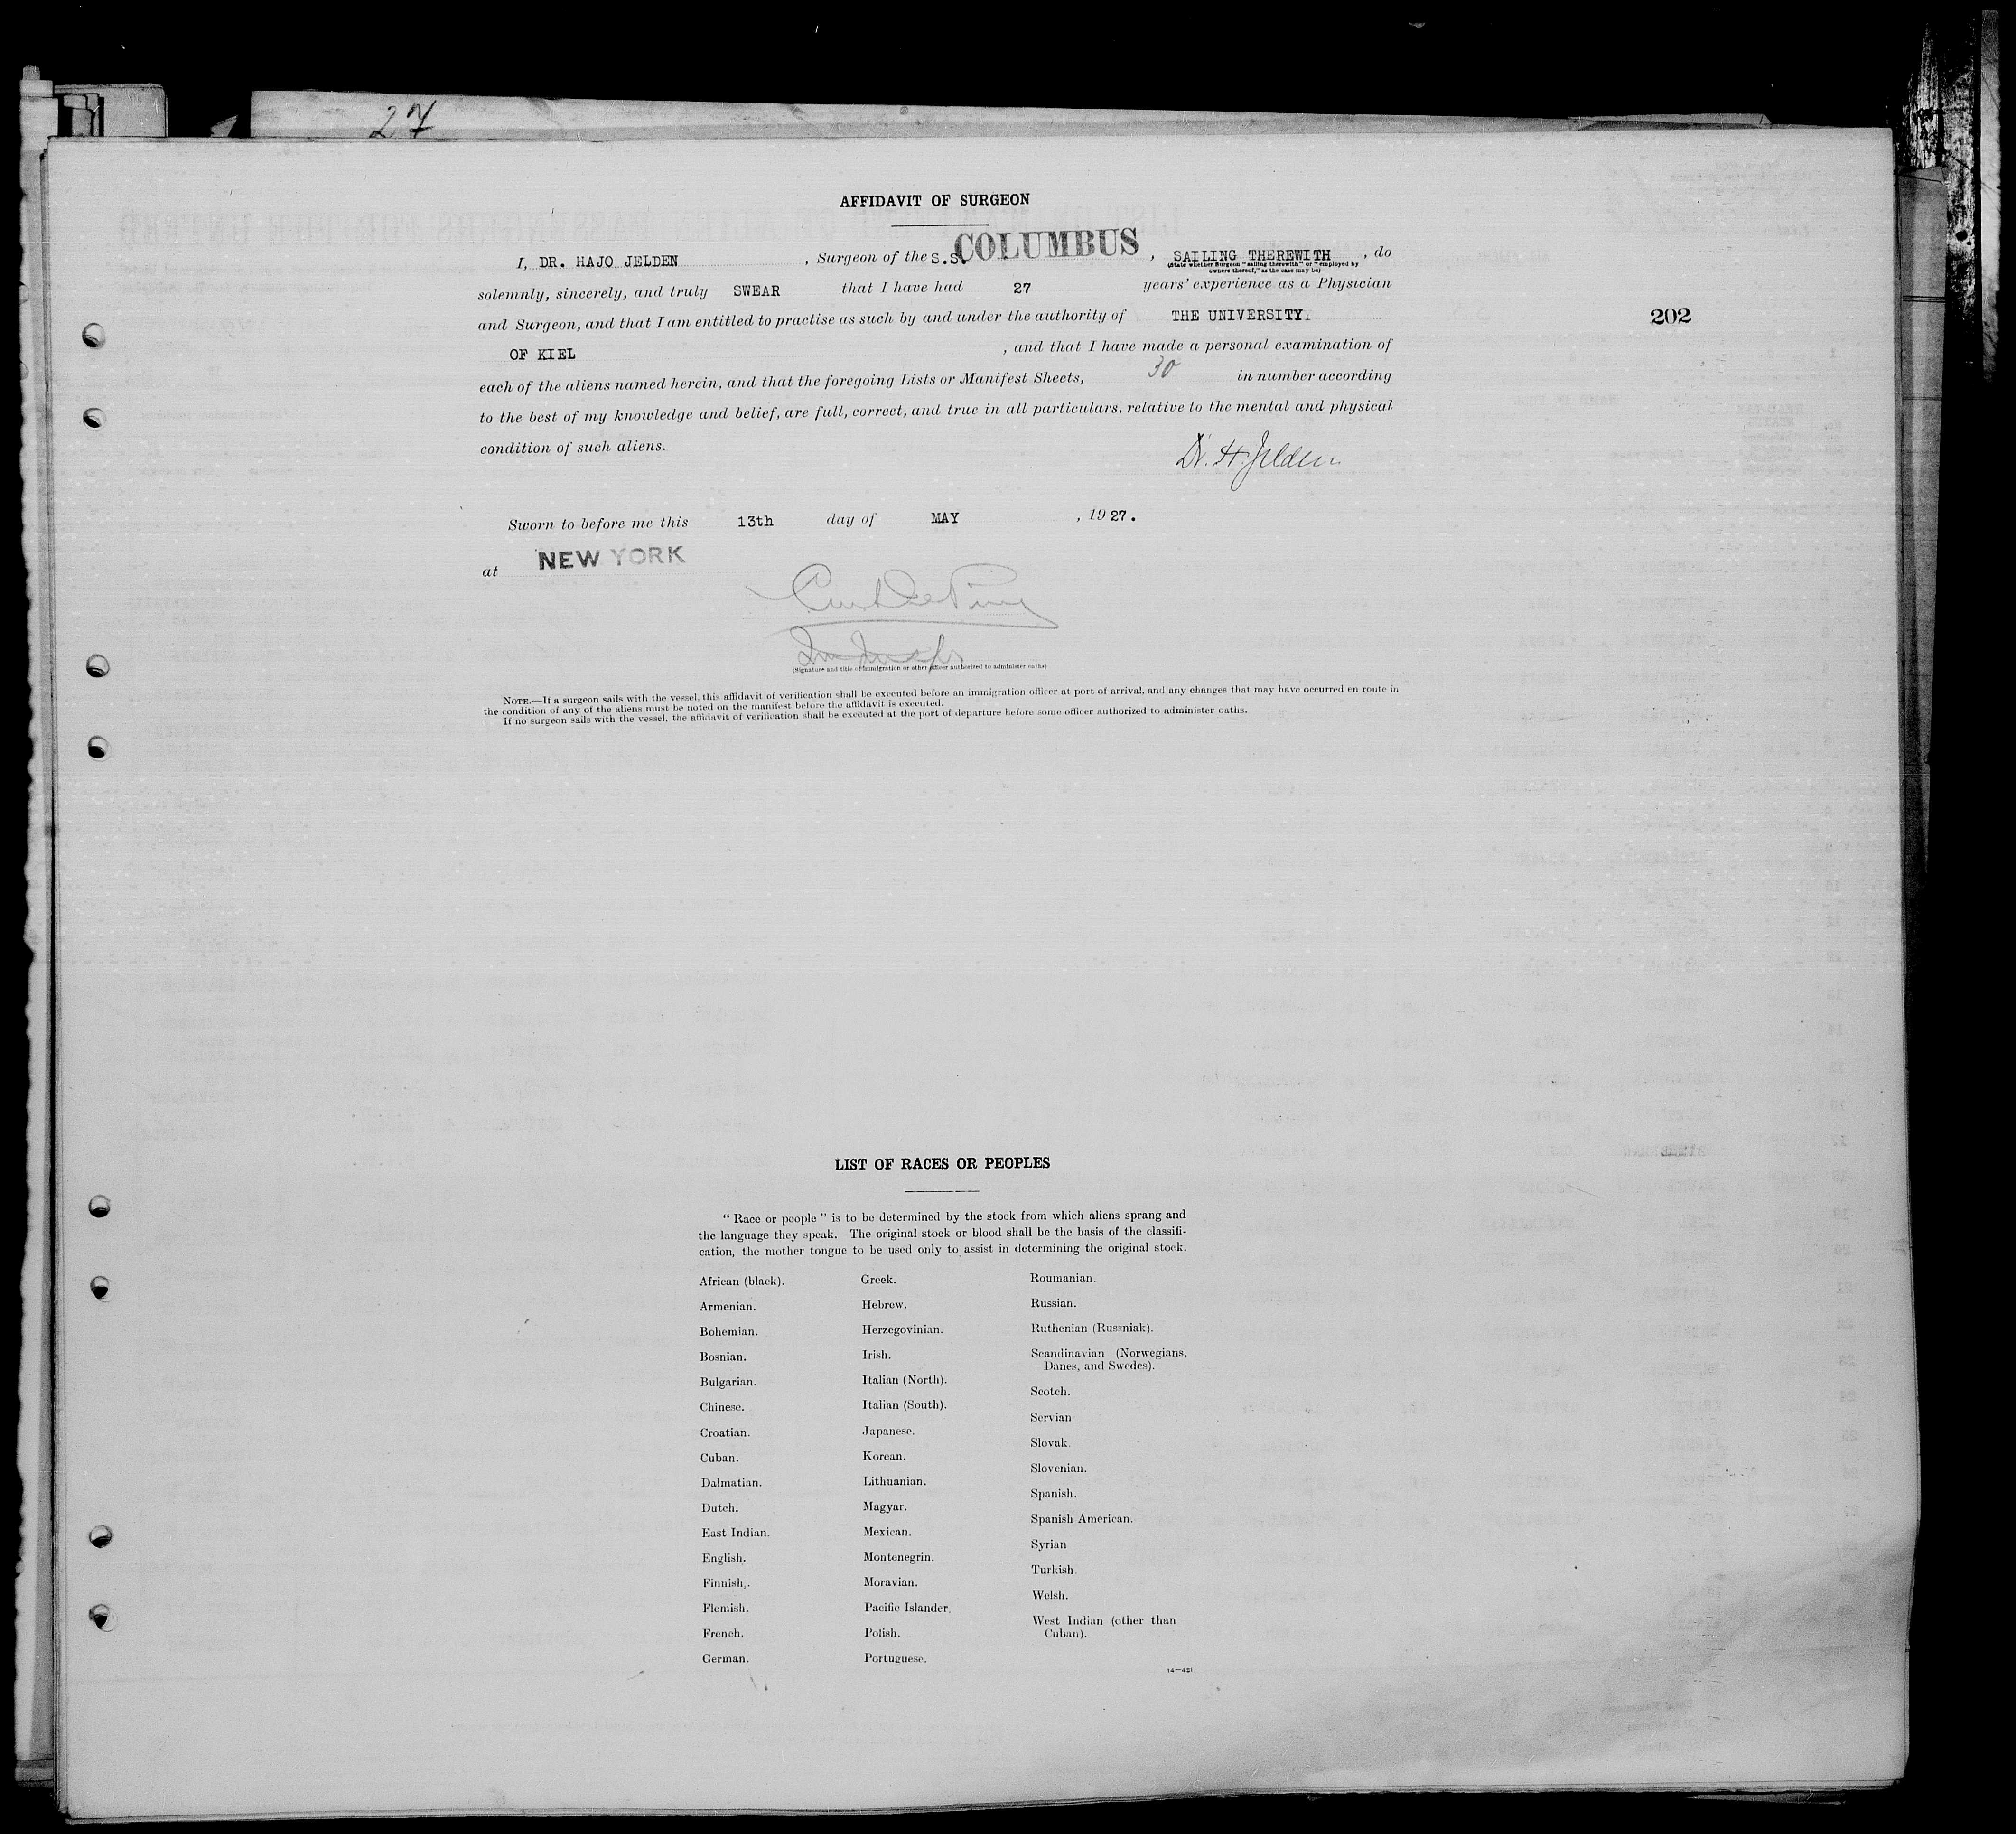 27
AFFIDAVIT OF SURGEON
I, DR. HAJO JELDEN, Surgeon of the S.S. COLUMBUS, SAILING THEREWITH, do
(State whether Surgeon "sailing therewith" or "employed by
owners thereof," as the case may be)
solemnly, sincerely, and truly SWEAR that I have had 27 years' experience as a Physician
and Surgeon, and that I am entitled to practise as such by and under the authority of THE UNIVERSITY.
202
OF KIEL, and that I have made a personal examination of
each of the aliens named herein, and that the foregoing Lists or Manifest Sheets, 30 in number according
to the best of my knowledge and belief, are full, correct, and true in all particulars, relative to the mental and physical
condition of such aliens.
Dr. H. Jelden
Sworn to before me this 13th day of MAY, 1927.
at NEW YORK
(Signature and title of immigration or other officer authorized to administer oaths)
NOTE.—If a surgeon sails with the vessel, this affidavit of verification shall be executed before an immigration officer at port of arrival, and any changes that may have occurred en route in
the condition of any of the aliens must be noted on the manifest before the affidavit is executed.
If no surgeon sails with the vessel, the affidavit of verification shall be executed at the port of departure before some officer authorized to administer oaths.
LIST OF RACES OR PEOPLES
"Race or people" is to be determined by the stock from which aliens sprang and
the language they speak. The original stock or blood shall be the basis of the classifi-
cation, the mother tongue to be used only to assist in determining the original stock.
African (black).
Armenian.
Bohemian.
Bosnian.
Bulgarian.
Chinese.
Croatian.
Cuban.
Dalmatian.
Dutch.
East Indian.
English.
Finnish.
Flemish.
French.
German.
Greek.
Hebrew.
Herzegovinian.
Irish.
Italian (North).
Italian (South).
Japanese.
Korean.
Lithuanian.
Magyar.
Mexican.
Montenegrin.
Moravian.
Pacific Islander.
Polish.
Portuguese.
Roumanian.
Russian.
Ruthenian (Russniak).
Scandinavian (Norwegians,
Danes, and Swedes).
Scotch.
Servian
Slovak.
Slovenian.
Spanish.
Spanish American.
Syrian
Turkish.
Welsh.
West Indian (other than
Cuban).
14—421